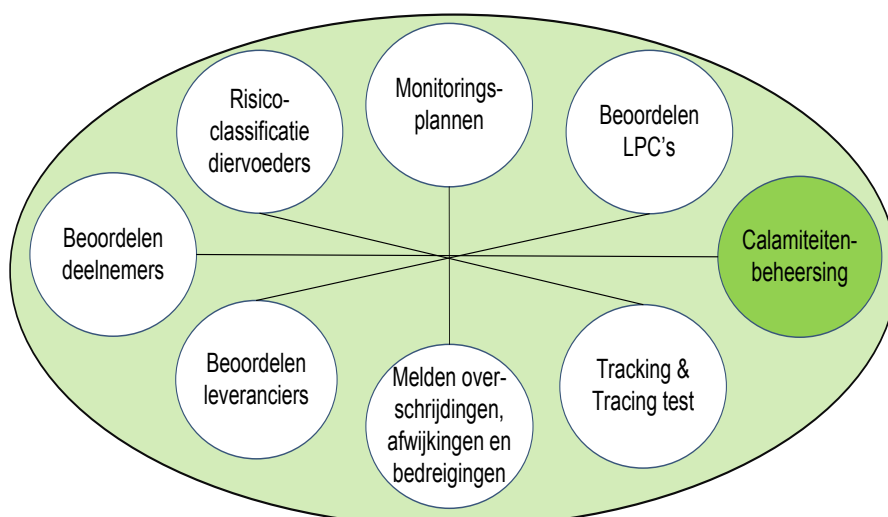 Risico-
classificatie
diervoeders
Monitorings-
plannen
Beoordelen
LPC's
Beoordelen
deelnemers
Calamiteiten-
beheersing
Beoordelen
leveranciers
Melden over-
schrijdingen,
afwijkingen en
bedreigingen
Tracking &
Tracing test